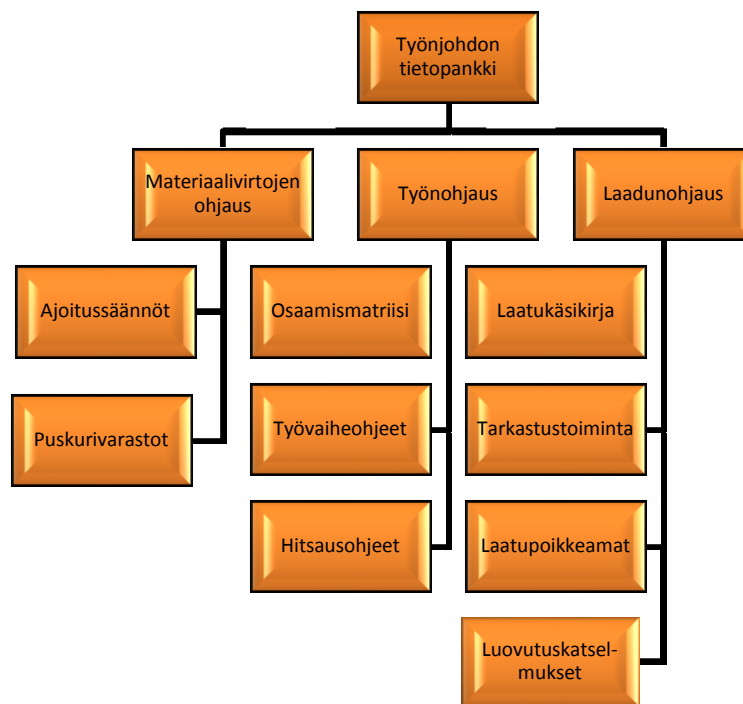 Työnjohdon
tietopankki
Materiaalivirtojen
ohjaus
Työnohjaus
Laadunohjaus
Ajoitussäännöt
Osaamismatriisi
Laatukäsikirja
Puskurivarastot
Työvaiheohjeet
Tarkastustoiminta
Hitsausohjeet
Laatupoikkeamat
Luovutuskatsel-
mukset